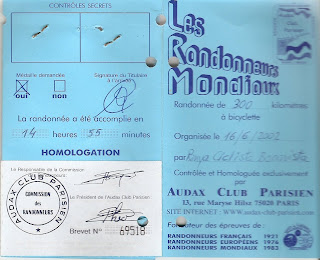 CONTRÔLES SECRETS
Médaille demandée
Signature du Titulaire
à l'arrivée
oui
non
La randonnée a été accomplie en
14 heures 55 minutes
HOMOLOGATION
Le Responsable de la Commission
Le Président de l'Audax Club Parisien
AUDAX CLUB PARISIEN
COMMISSION
des
RANDONNEURS
Brevet N° 69518
Les
Randonneurs
Mondiaux
Randonnée de 300 kilomètres
à bicyclette
Organisée le 16/6/2002
par
Contrôlée et Homologuée exclusivement
par
AUDAX CLUB PARISIEN
13, rue Maryse Hilsz 75020 PARIS
SITE INTERNET : WWW.audax-club-parisien.com
Fondateur des épreuves de :
RANDONNEURS FRANÇAIS 1921
RANDONNEURS EUROPÉENS 1976
RANDONNEURS MONDIAUX 1983